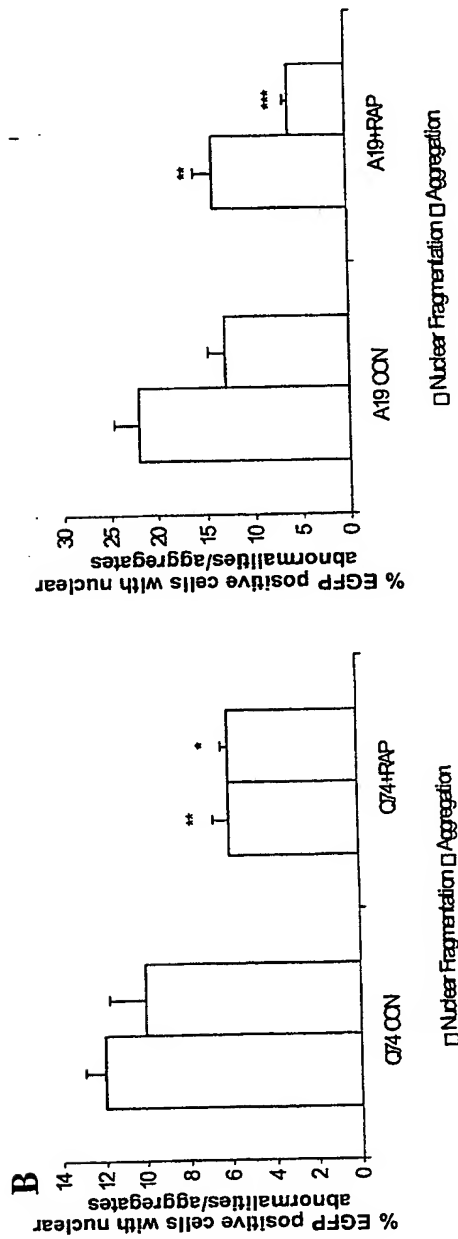 B
% EGFP positive cells with nuclear
abnormalities/aggregates
14
12
10
8
6
4
2
0
**
*
Q74 CON
Q74+RAP
□ Nuclear Fragmentation □ Aggregation
% EGFP positive cells with nuclear
abnormalities/aggregates
30
25
20
15
10
5
0
**
***
A19 CON
A19+RAP
□ Nuclear Fragmentation □ Aggregation